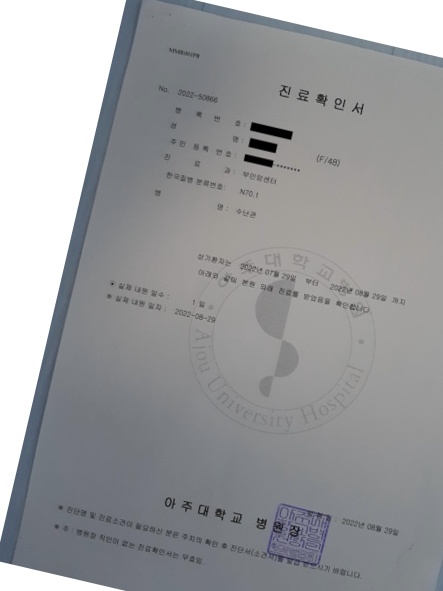 진료확인서
No. 2022-50866
병 록 번 호 :
성 명 :
주민 등록 번호 : ********
(F/48)
진 료 과 : 부인암센터
한국질병 분류번호: N70.1
병 명 : 수난관
상기환자는 2022년 07월 29일 부터 2022년 08월 29일 까지
아래와 같이 본원 외래 진료를 받았음을 확인합니다.
※ 실제 내원 일수 : 1 일
※ 실제 내원 일자 : 2022-08-29
Ajou University Hospital
2022년 08월 29일
아주대학교 병원장
※ 진단명 및 진료소견이 필요하신 분은 주치의 확인 후 진단서(소견서)를 발급 받으시기 바랍니다.
※ 주 : 병원장 직인이 없는 진료확인서는 무효임.